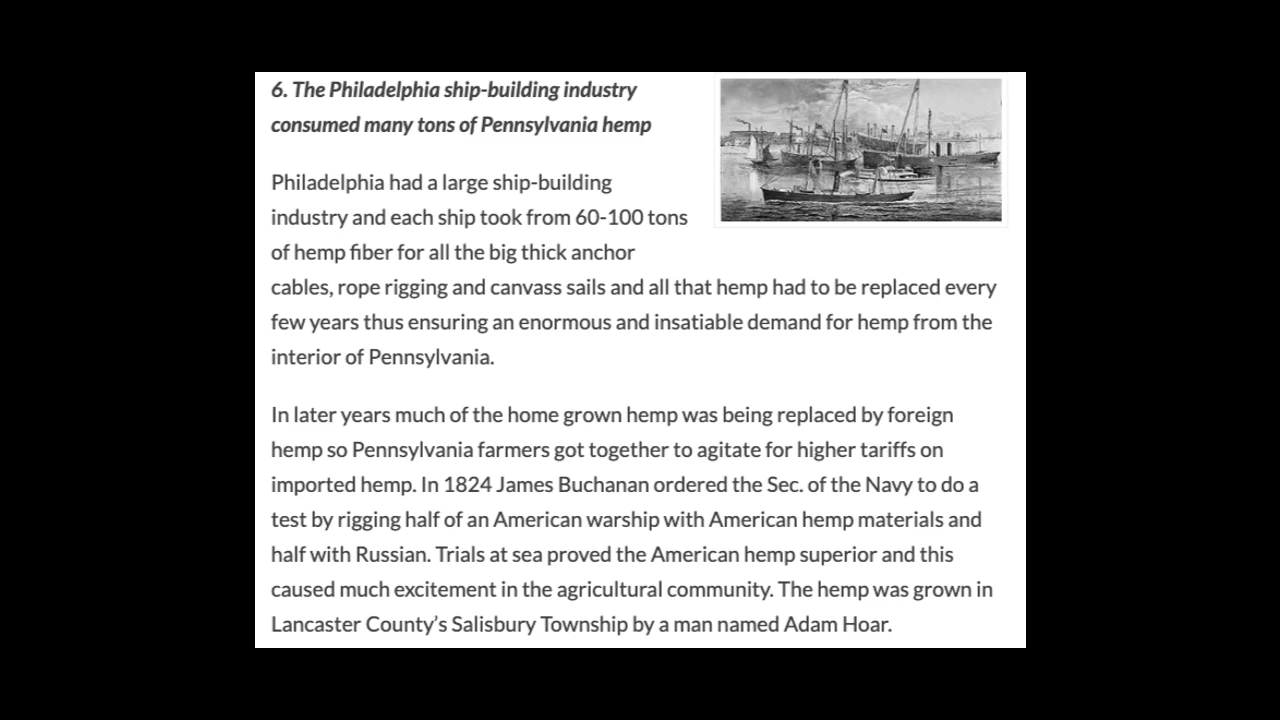 6. The Philadelphia ship-building industry
consumed many tons of Pennsylvania hemp
Philadelphia had a large ship-building
industry and each ship took from 60-100 tons
of hemp fiber for all the big thick anchor
cables, rope rigging and canvass sails and all that hemp had to be replaced every
few years thus ensuring an enormous and insatiable demand for hemp from the
interior of Pennsylvania.
In later years much of the home grown hemp was being replaced by foreign
hemp so Pennsylvania farmers got together to agitate for higher tariffs on
imported hemp. In 1824 James Buchanan ordered the Sec. of the Navy to do a
test by rigging half of an American warship with American hemp materials and
half with Russian. Trials at sea proved the American hemp superior and this
caused much excitement in the agricultural community. The hemp was grown in
Lancaster County’s Salisbury Township by a man named Adam Hoar.